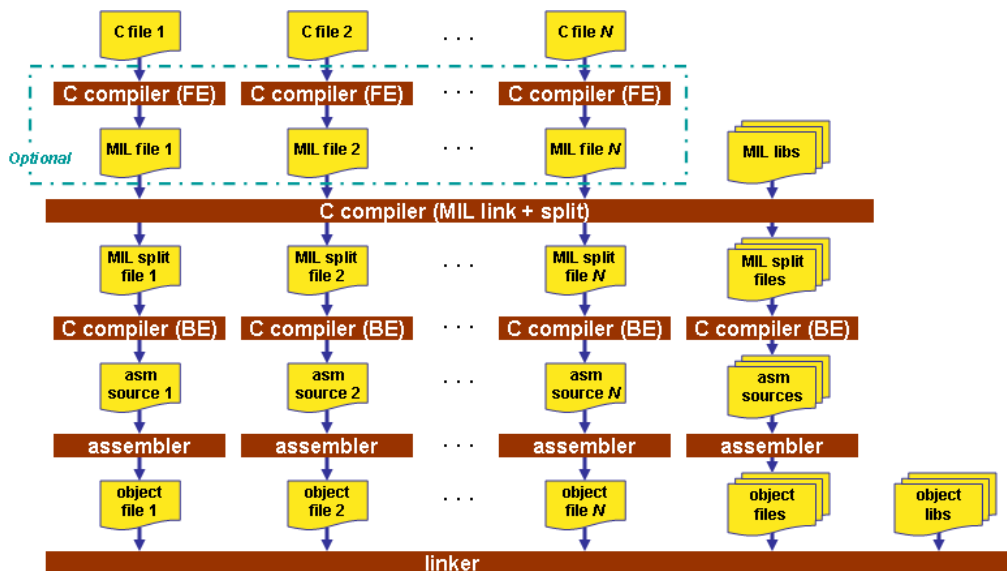 C file 1
C file 2
. . .
C file N
C compiler (FE)
C compiler (FE)
. . .
C compiler (FE)
Optional
MIL file 1
MIL file 2
. . .
MIL file N
MIL libs
C compiler (MIL link + split)
MIL split
file 1
MIL split
file 2
. . .
MIL split
file N
MIL split
files
C compiler (BE)
C compiler (BE)
. . .
C compiler (BE)
C compiler (BE)
asm
source 1
asm
source 2
. . .
asm
source N
asm
sources
assembler
assembler
. . .
assembler
assembler
object
file 1
object
file 2
. . .
object
file N
object
files
object
libs
linker